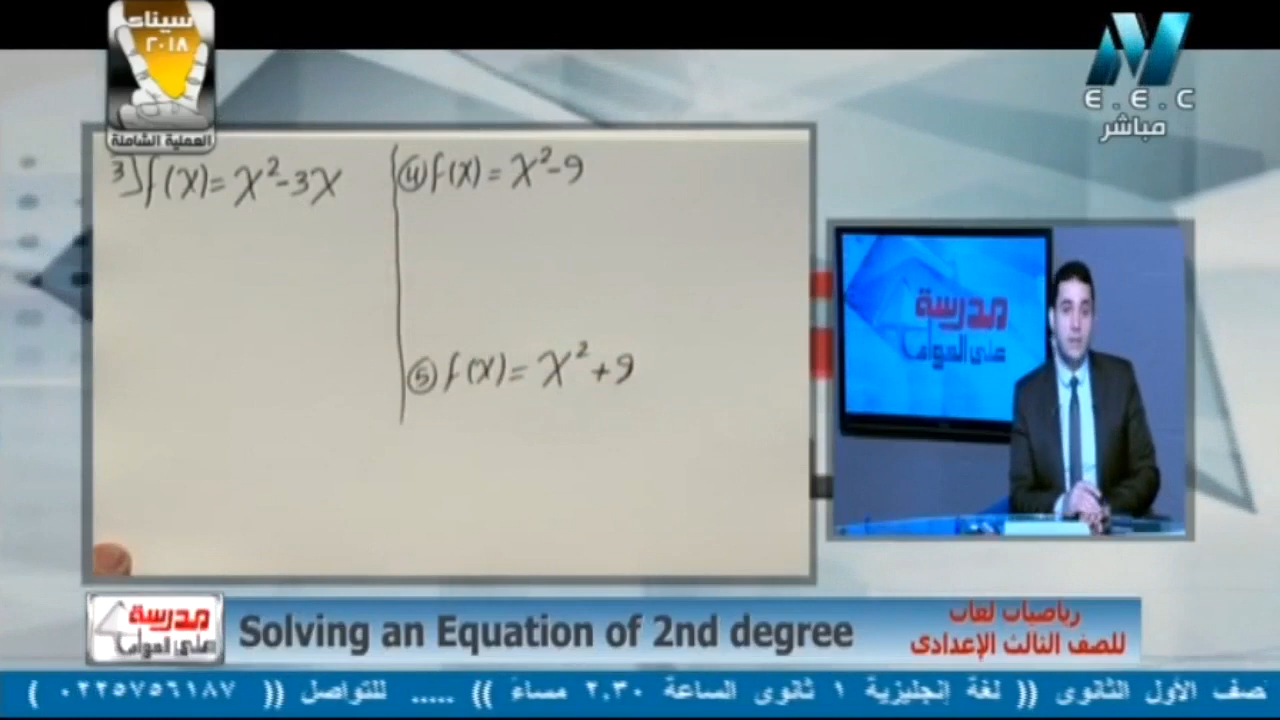 سيناء
٢٠١٨
العملية الشاملة
E.E.C
مباشر
3] f(x) = x² - 3x
④ f(x) = x² - 9
⑤ f(x) = x² + 9
مدرسة
على الهواء
مدرسة
على الهواء
Solving an Equation of 2nd degree
رياضيات لغات
للصف الثالث الإعدادى
لصف الأول الثانوى (( لغة إنجليزية ١ ثانوى الساعة ٢.٣٠ مساءً )) ..... للتواصل (( ٠٢٢٥٧٥٦١٨٧ )